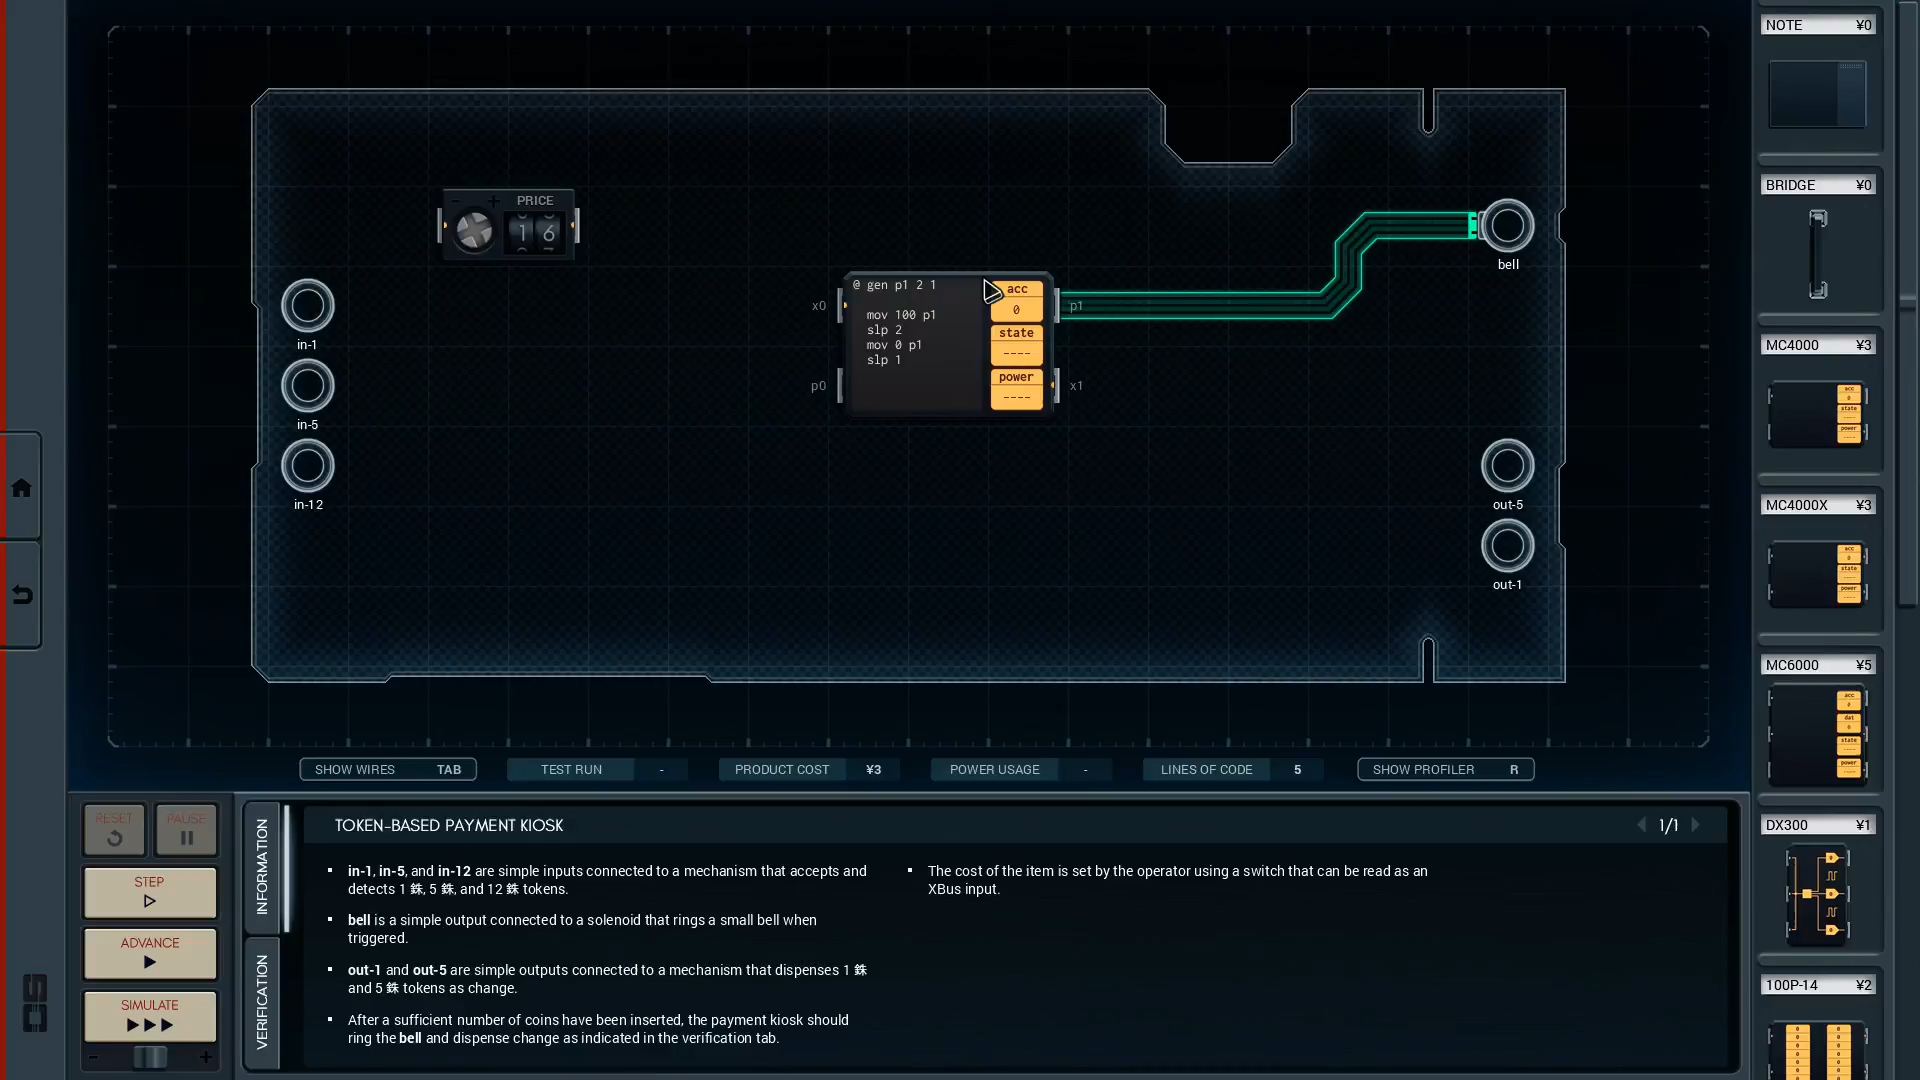 NOTE ¥0
BRIDGE ¥0
MC4000 ¥3
MC4000X ¥3
MC6000 ¥5
DX300 ¥1
100P-14 ¥2
- + PRICE
1 6
in-1
in-5
in-12
bell
out-5
out-1
x0
p0
p1
x1
@ gen p1 2 1
mov 100 p1
slp 2
mov 0 p1
slp 1
acc
0
state
----
power
----
SHOW WIRES TAB
TEST RUN -
PRODUCT COST ¥3
POWER USAGE -
LINES OF CODE 5
SHOW PROFILER R
RESET
PAUSE
STEP
ADVANCE
SIMULATE
- +
INFORMATION
VERIFICATION
TOKEN-BASED PAYMENT KIOSK
1/1
in-1, in-5, and in-12 are simple inputs connected to a mechanism that accepts and
detects 1 銖, 5 銖, and 12 銖 tokens.
bell is a simple output connected to a solenoid that rings a small bell when
triggered.
out-1 and out-5 are simple outputs connected to a mechanism that dispenses 1 銖
and 5 銖 tokens as change.
After a sufficient number of coins have been inserted, the payment kiosk should
ring the bell and dispense change as indicated in the verification tab.
The cost of the item is set by the operator using a switch that can be read as an
XBus input.